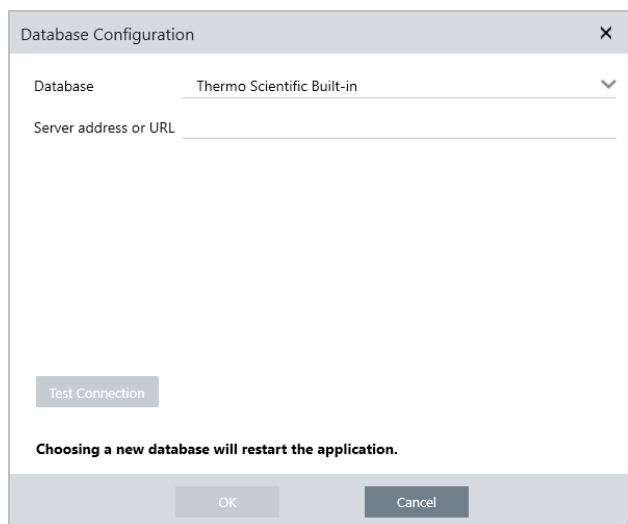 Database Configuration
Database Thermo Scientific Built-in
Server address or URL
Test Connection
Choosing a new database will restart the application.
OK Cancel